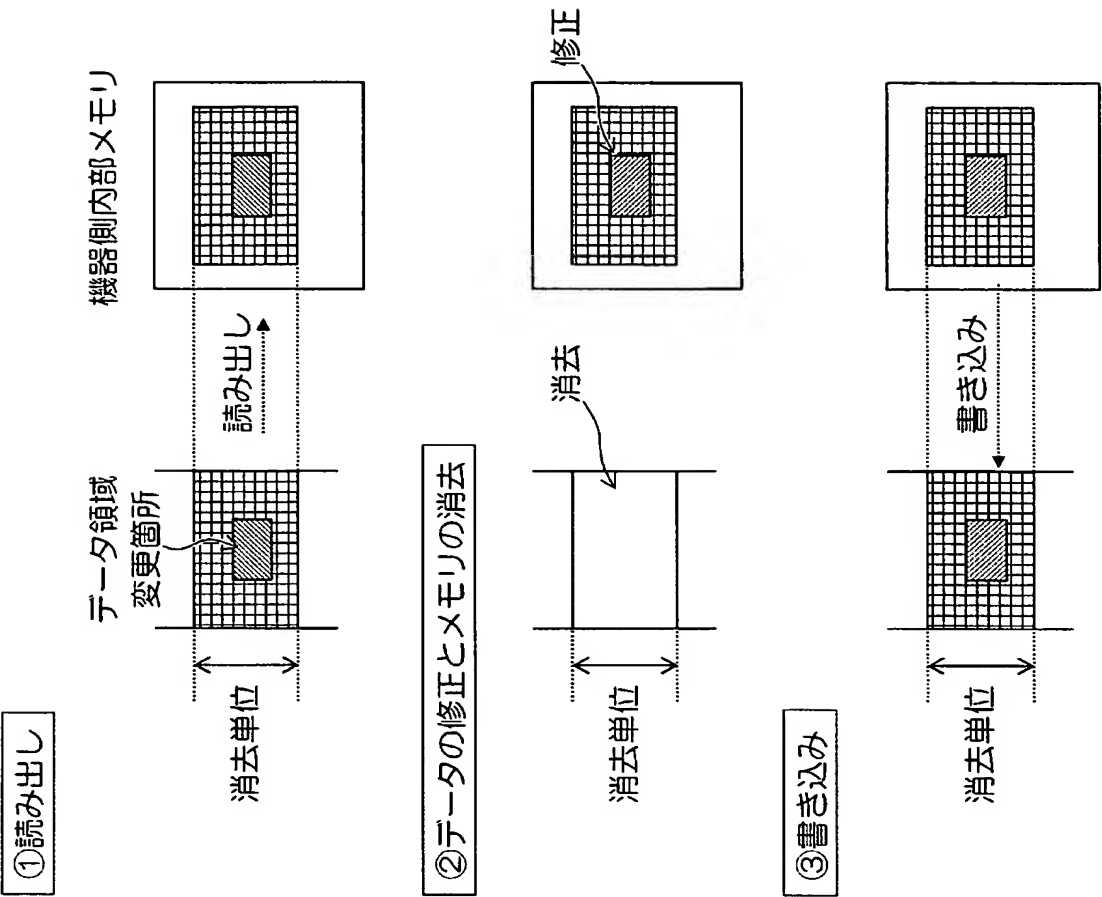 ①読み出し
データ領域
変更箇所
機器側内部メモリ
読み出し
消去単位
②データの修正とメモリの消去
消去
修正
消去単位
③書き込み
書き込み
消去単位